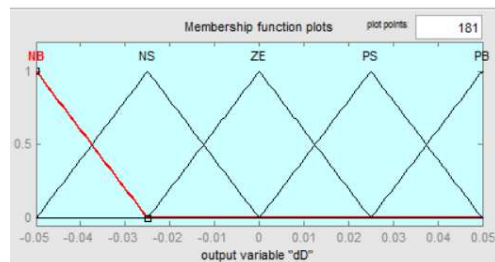 Membership function plots plot points: 181
NB NS ZE PS PB
1
0.5
0
-0.05 -0.04 -0.03 -0.02 -0.01 0 0.01 0.02 0.03 0.04 0.05
output variable "dD"